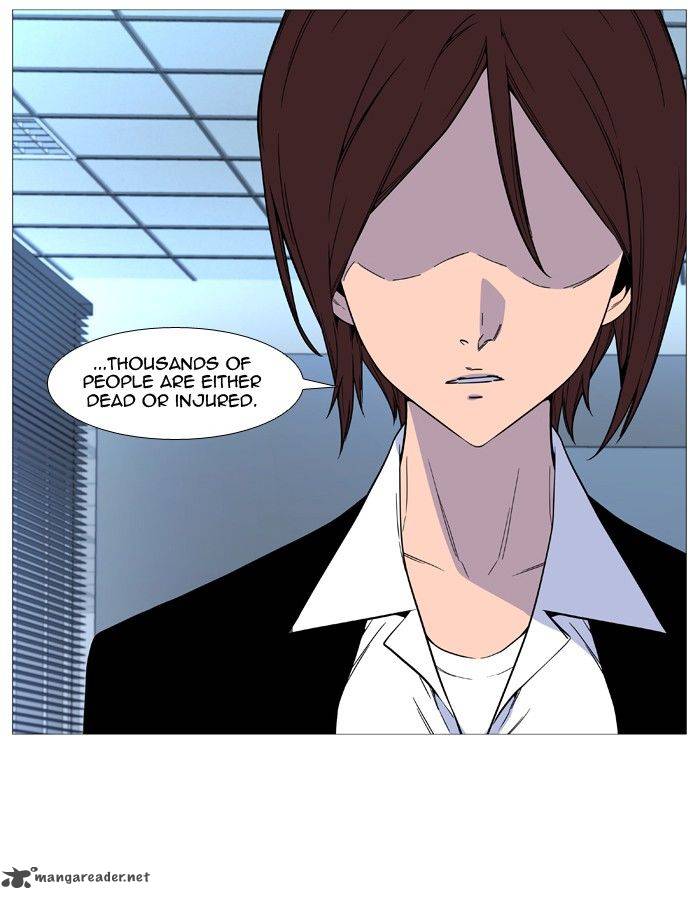 ...THOUSANDS OF
PEOPLE ARE EITHER
DEAD OR INJURED.
mangareader.net